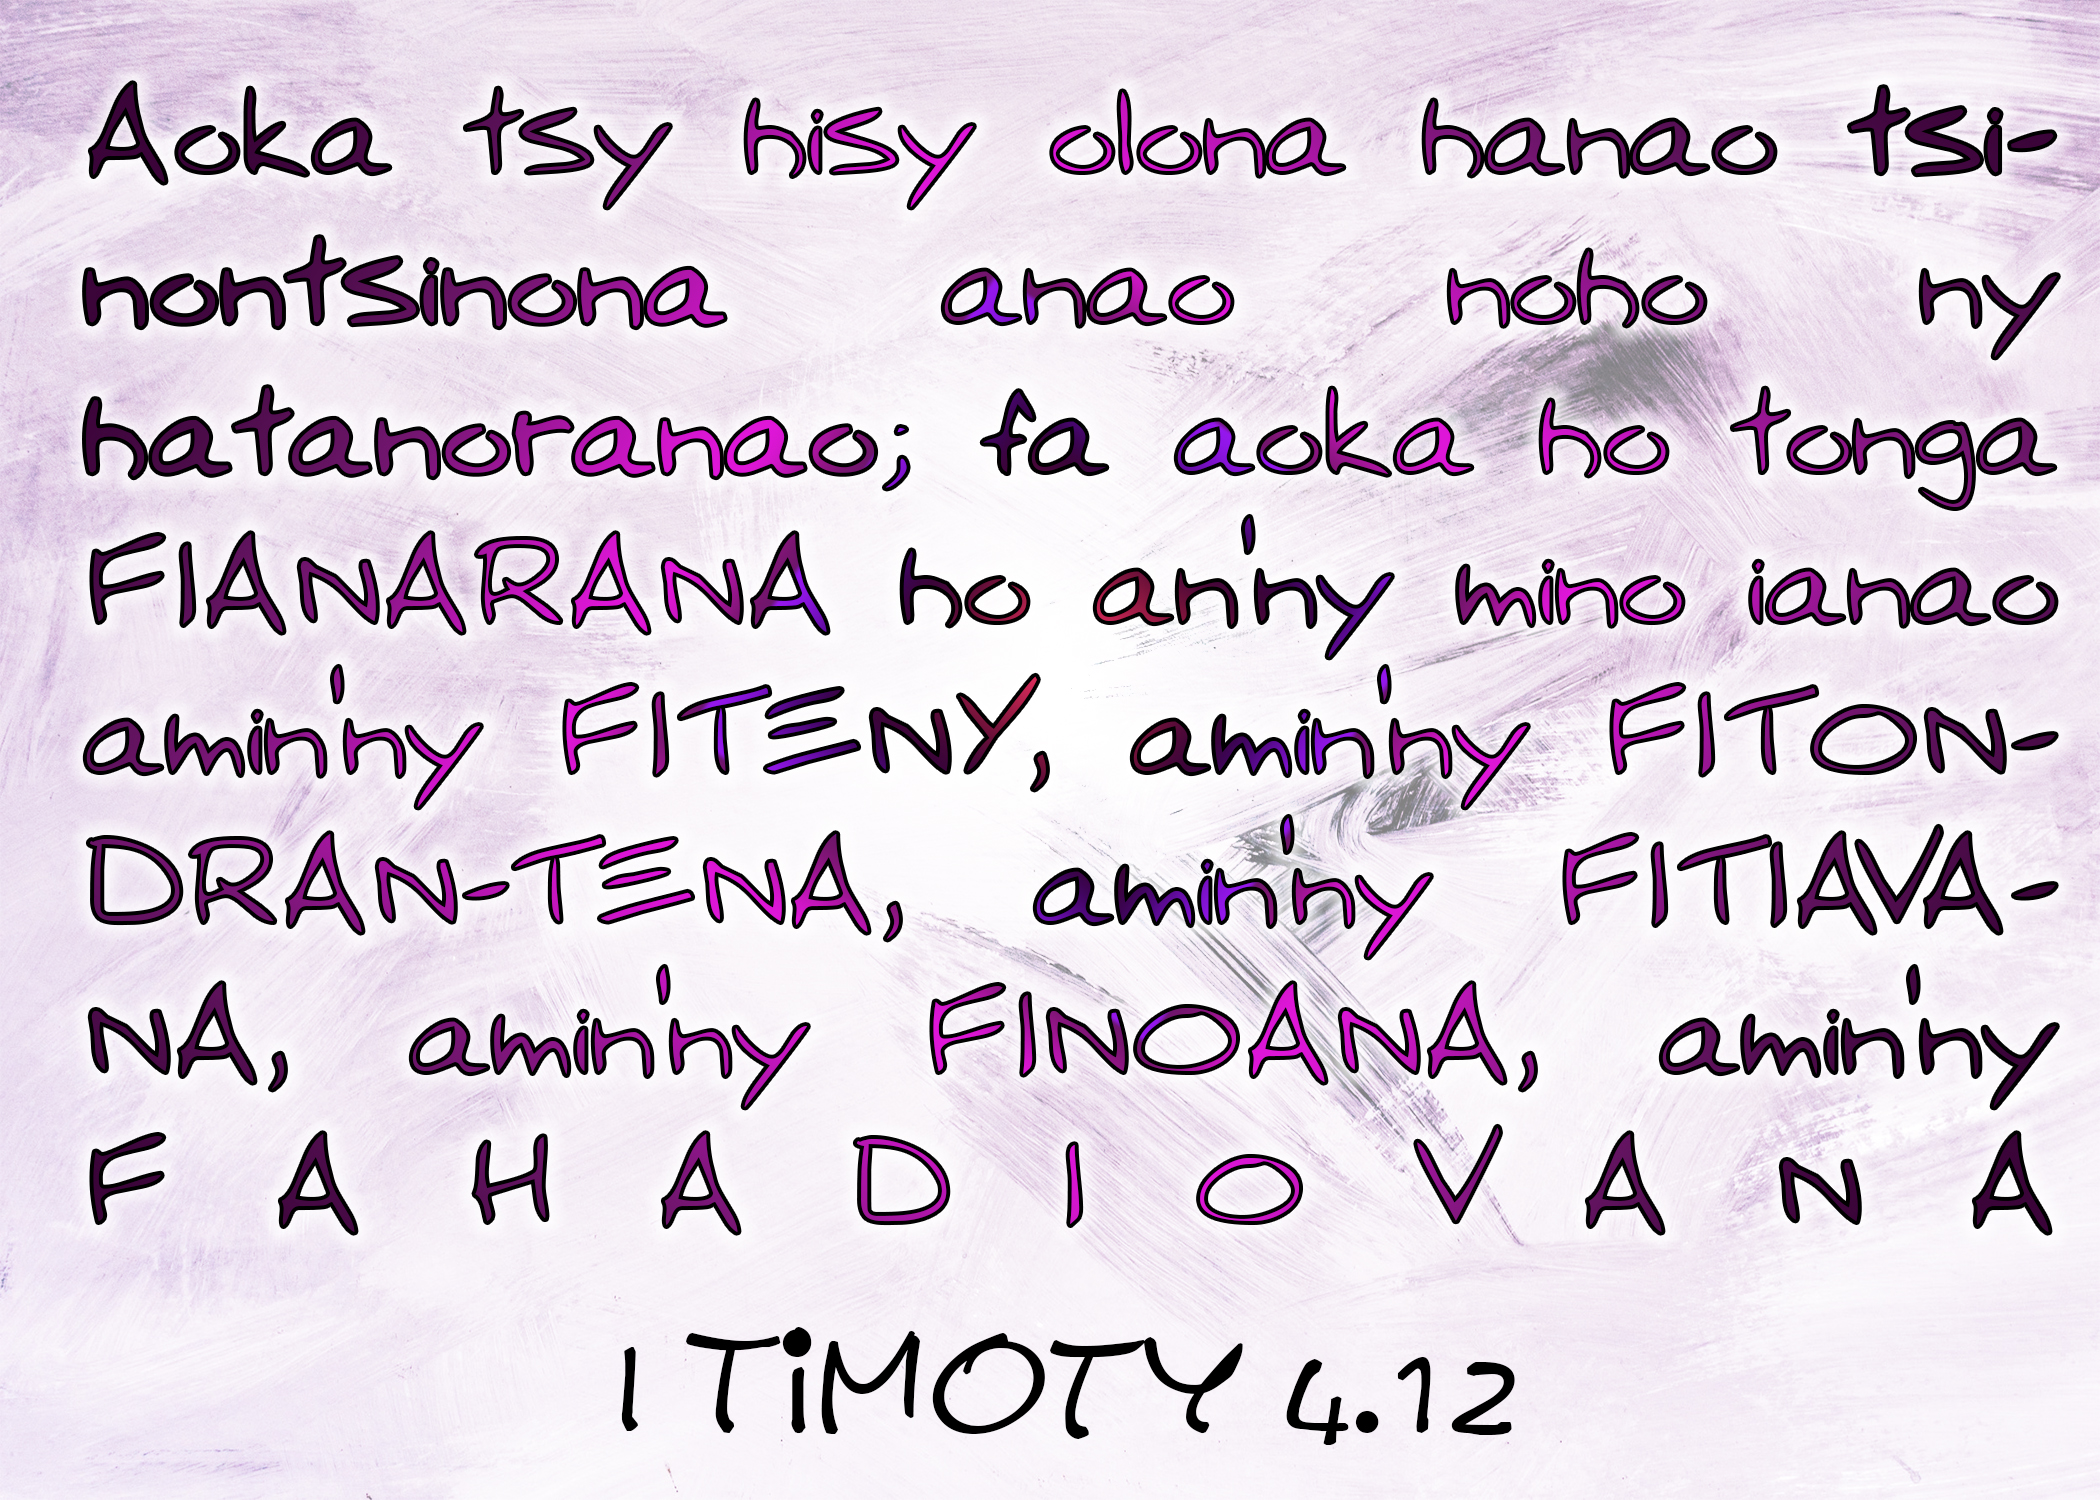 Aoka tsy hisy olona hanao tsi-
nontsinona anao noho ny
hatanoranao; fa aoka ho tonga
FIANARANA ho an'ny mino ianao
amin'ny FITENY, amin'ny FITON-
DRAN-TENA, amin'ny FITIAVA-
NA, amin'ny FINOANA, amin'ny
FAHADIOVANA
1 TiMOTY 4.12